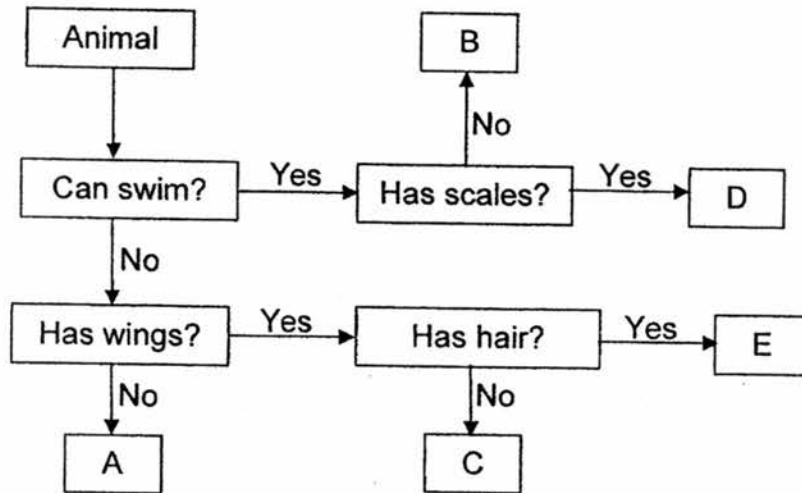 Animal
B
No
Can swim?
Yes
Has scales?
Yes
D
No
Has wings?
Yes
Has hair?
Yes
E
No
No
A
C